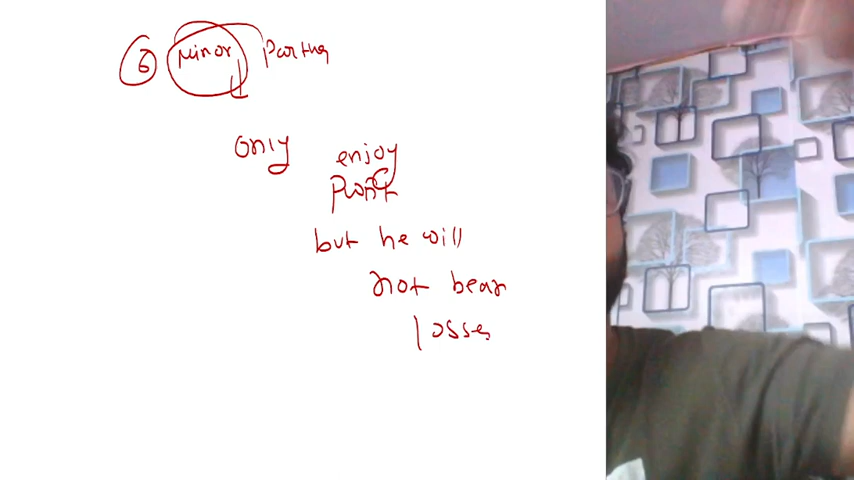 6 Minor Partner
only enjoy
Profit
but he will
not bear
losses